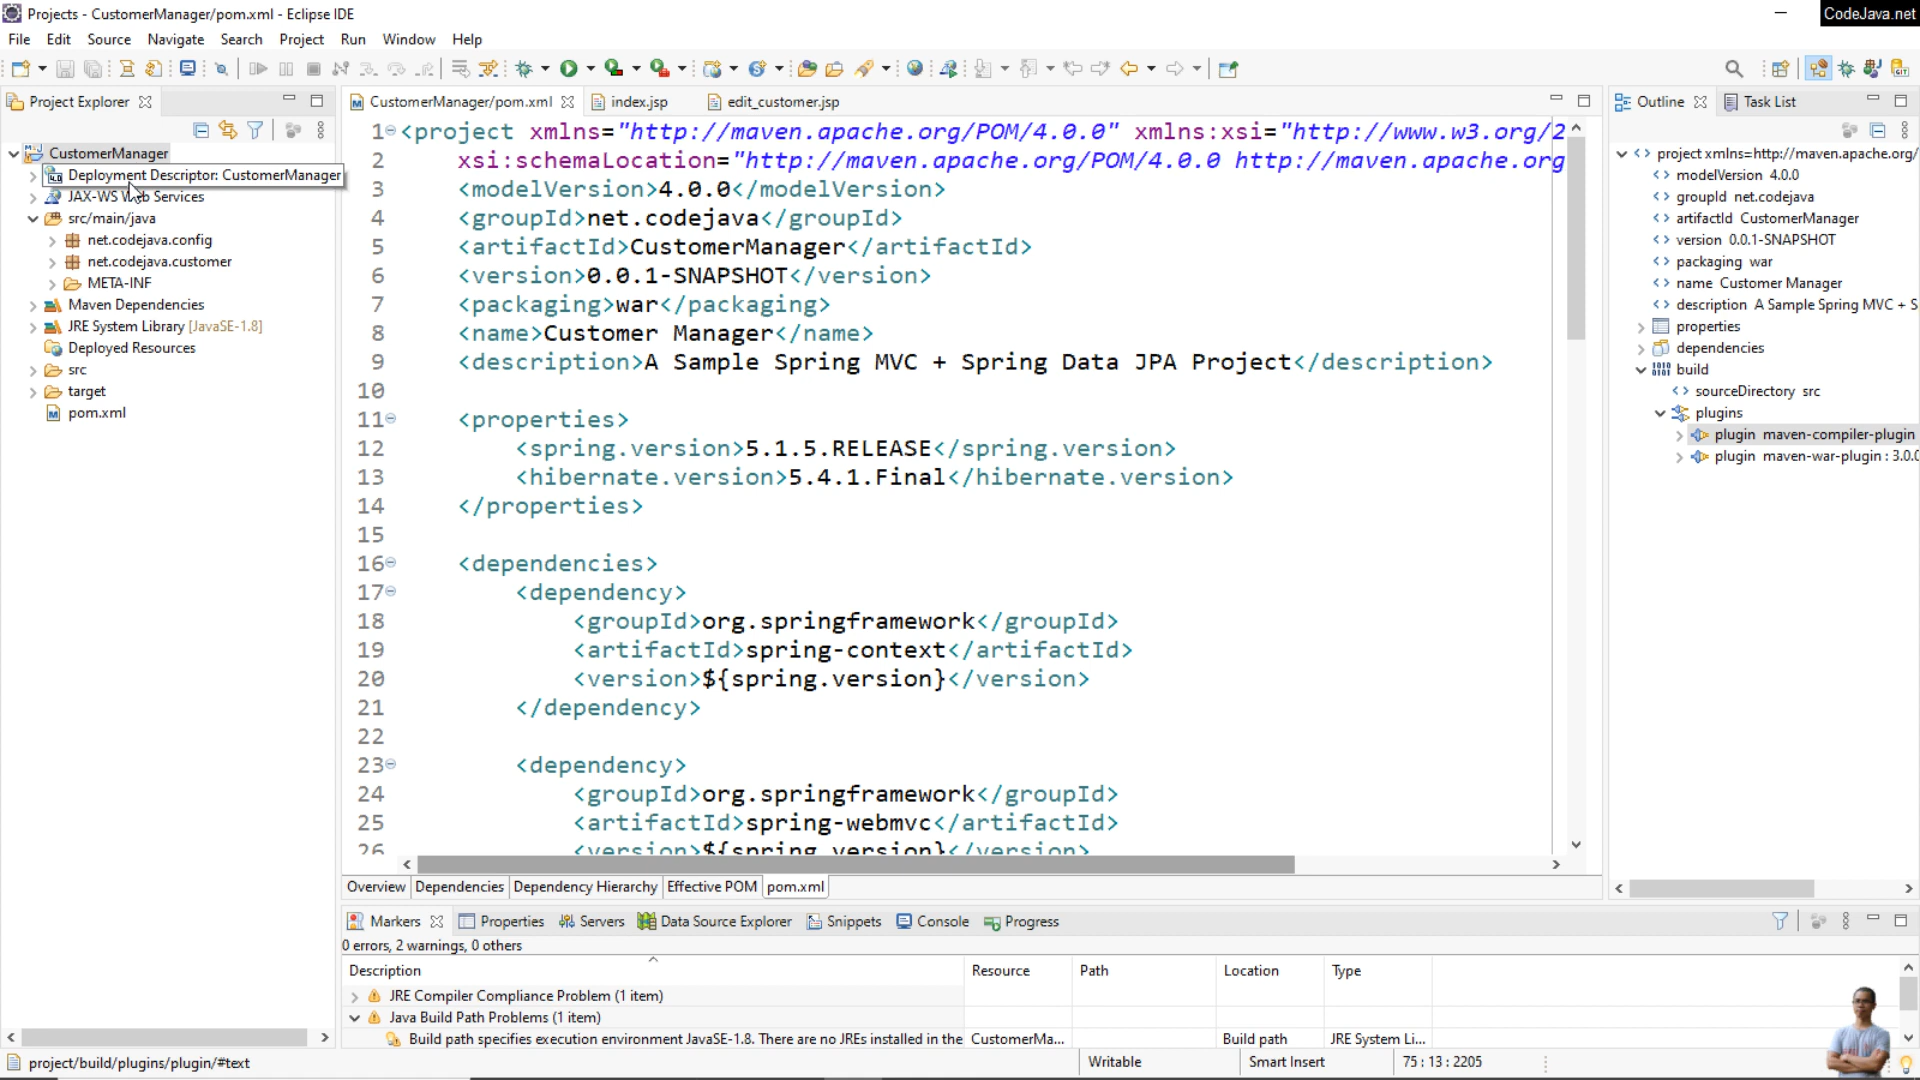 Projects - CustomerManager/pom.xml - Eclipse IDE
CodeJava.net
File Edit Source Navigate Search Project Run Window Help
Project Explorer
CustomerManager/pom.xml index.jsp edit_customer.jsp
Outline Task List
CustomerManager
Deployment Descriptor: CustomerManager
JAX-WS Web Services
src/main/java
net.codejava.config
net.codejava.customer
META-INF
Maven Dependencies
JRE System Library [JavaSE-1.8]
Deployed Resources
src
target
pom.xml
1 <project xmlns="http://maven.apache.org/POM/4.0.0" xmlns:xsi="http://www.w3.org/2
2 xsi:schemaLocation="http://maven.apache.org/POM/4.0.0 http://maven.apache.org
3 <modelVersion>4.0.0</modelVersion>
4 <groupId>net.codejava</groupId>
5 <artifactId>CustomerManager</artifactId>
6 <version>0.0.1-SNAPSHOT</version>
7 <packaging>war</packaging>
8 <name>Customer Manager</name>
9 <description>A Sample Spring MVC + Spring Data JPA Project</description>
10
11 <properties>
12 <spring.version>5.1.5.RELEASE</spring.version>
13 <hibernate.version>5.4.1.Final</hibernate.version>
14 </properties>
15
16 <dependencies>
17 <dependency>
18 <groupId>org.springframework</groupId>
19 <artifactId>spring-context</artifactId>
20 <version>${spring.version}</version>
21 </dependency>
22
23 <dependency>
24 <groupId>org.springframework</groupId>
25 <artifactId>spring-webmvc</artifactId>
26 <version>${spring.version}</version>
project xmlns=http://maven.apache.org/
modelVersion 4.0.0
groupId net.codejava
artifactId CustomerManager
version 0.0.1-SNAPSHOT
packaging war
name Customer Manager
description A Sample Spring MVC + S
properties
dependencies
build
sourceDirectory src
plugins
plugin maven-compiler-plugin
plugin maven-war-plugin : 3.0.0
Overview Dependencies Dependency Hierarchy Effective POM pom.xml
Markers Properties Servers Data Source Explorer Snippets Console Progress
0 errors, 2 warnings, 0 others
Description Resource Path Location Type
JRE Compiler Compliance Problem (1 item)
Java Build Path Problems (1 item)
Build path specifies execution environment JavaSE-1.8. There are no JREs installed in the CustomerMa... Build path JRE System Li...
project/build/plugins/plugin/#text Writable Smart Insert 75 : 13 : 2205